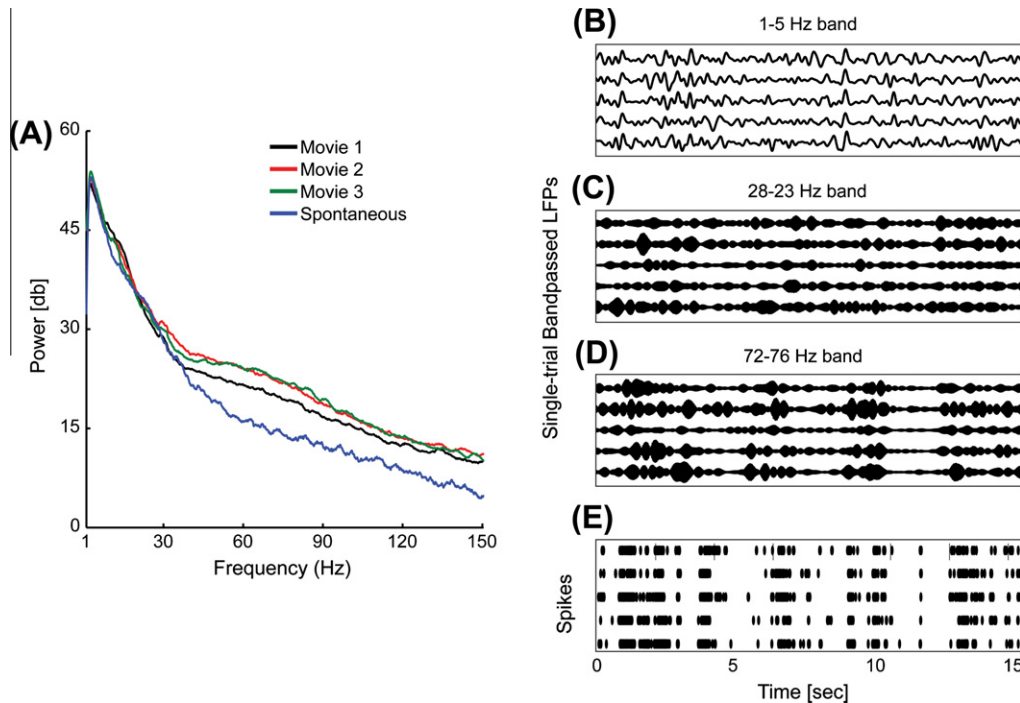 (A)
60
45
30
15
0
Power [db]
Movie 1
Movie 2
Movie 3
Spontaneous
1
30
60
90
120
150
Frequency (Hz)
Single-trial Bandpassed LFPs
(B)
1-5 Hz band
(C)
28-23 Hz band
(D)
72-76 Hz band
(E)
Spikes
0
5
10
15
Time [sec]